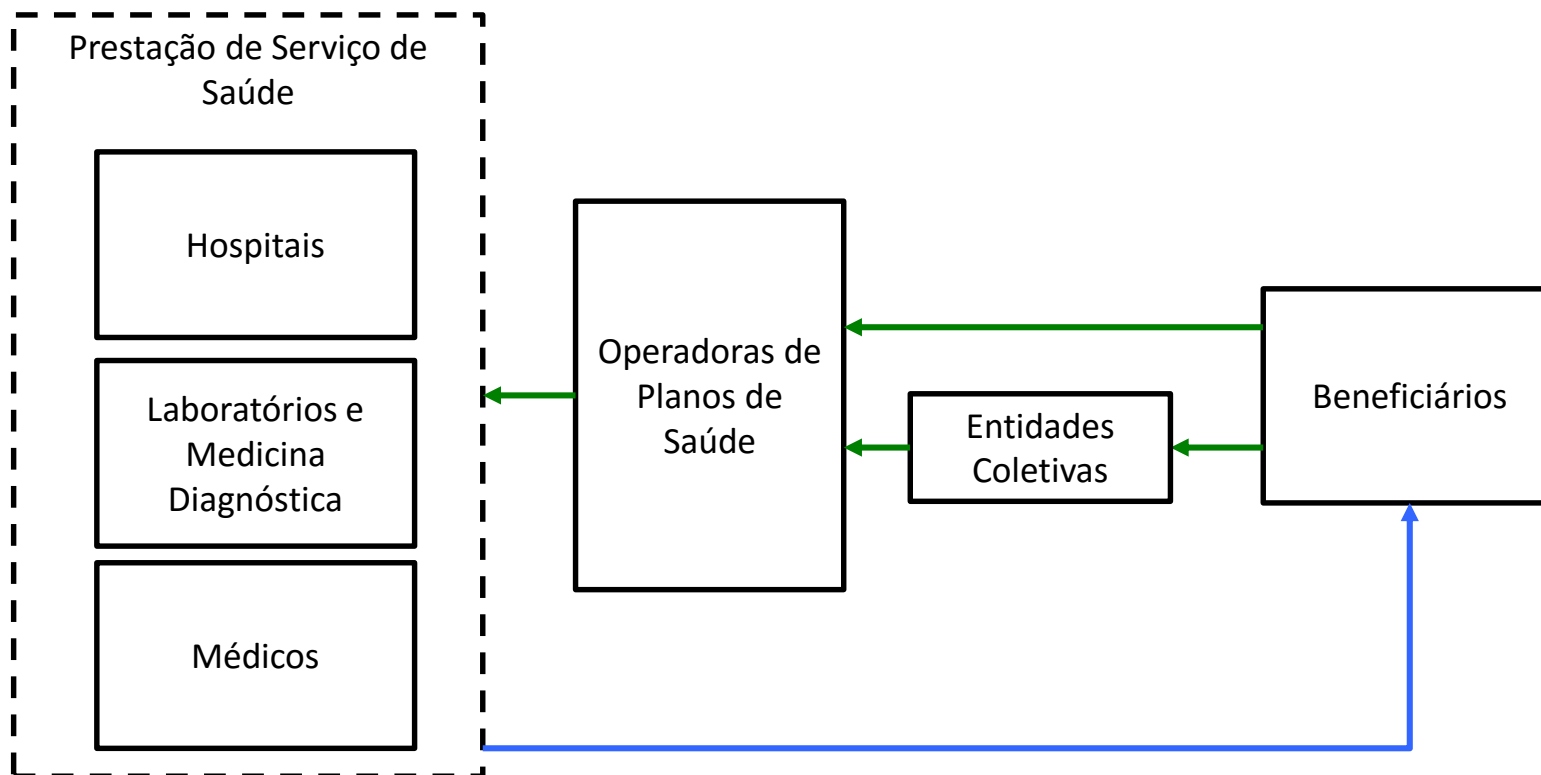 Prestação de Serviço de
Saúde
Hospitais
Laboratórios e
Medicina
Diagnóstica
Médicos
Operadoras de
Planos de
Saúde
Entidades
Coletivas
Beneficiários